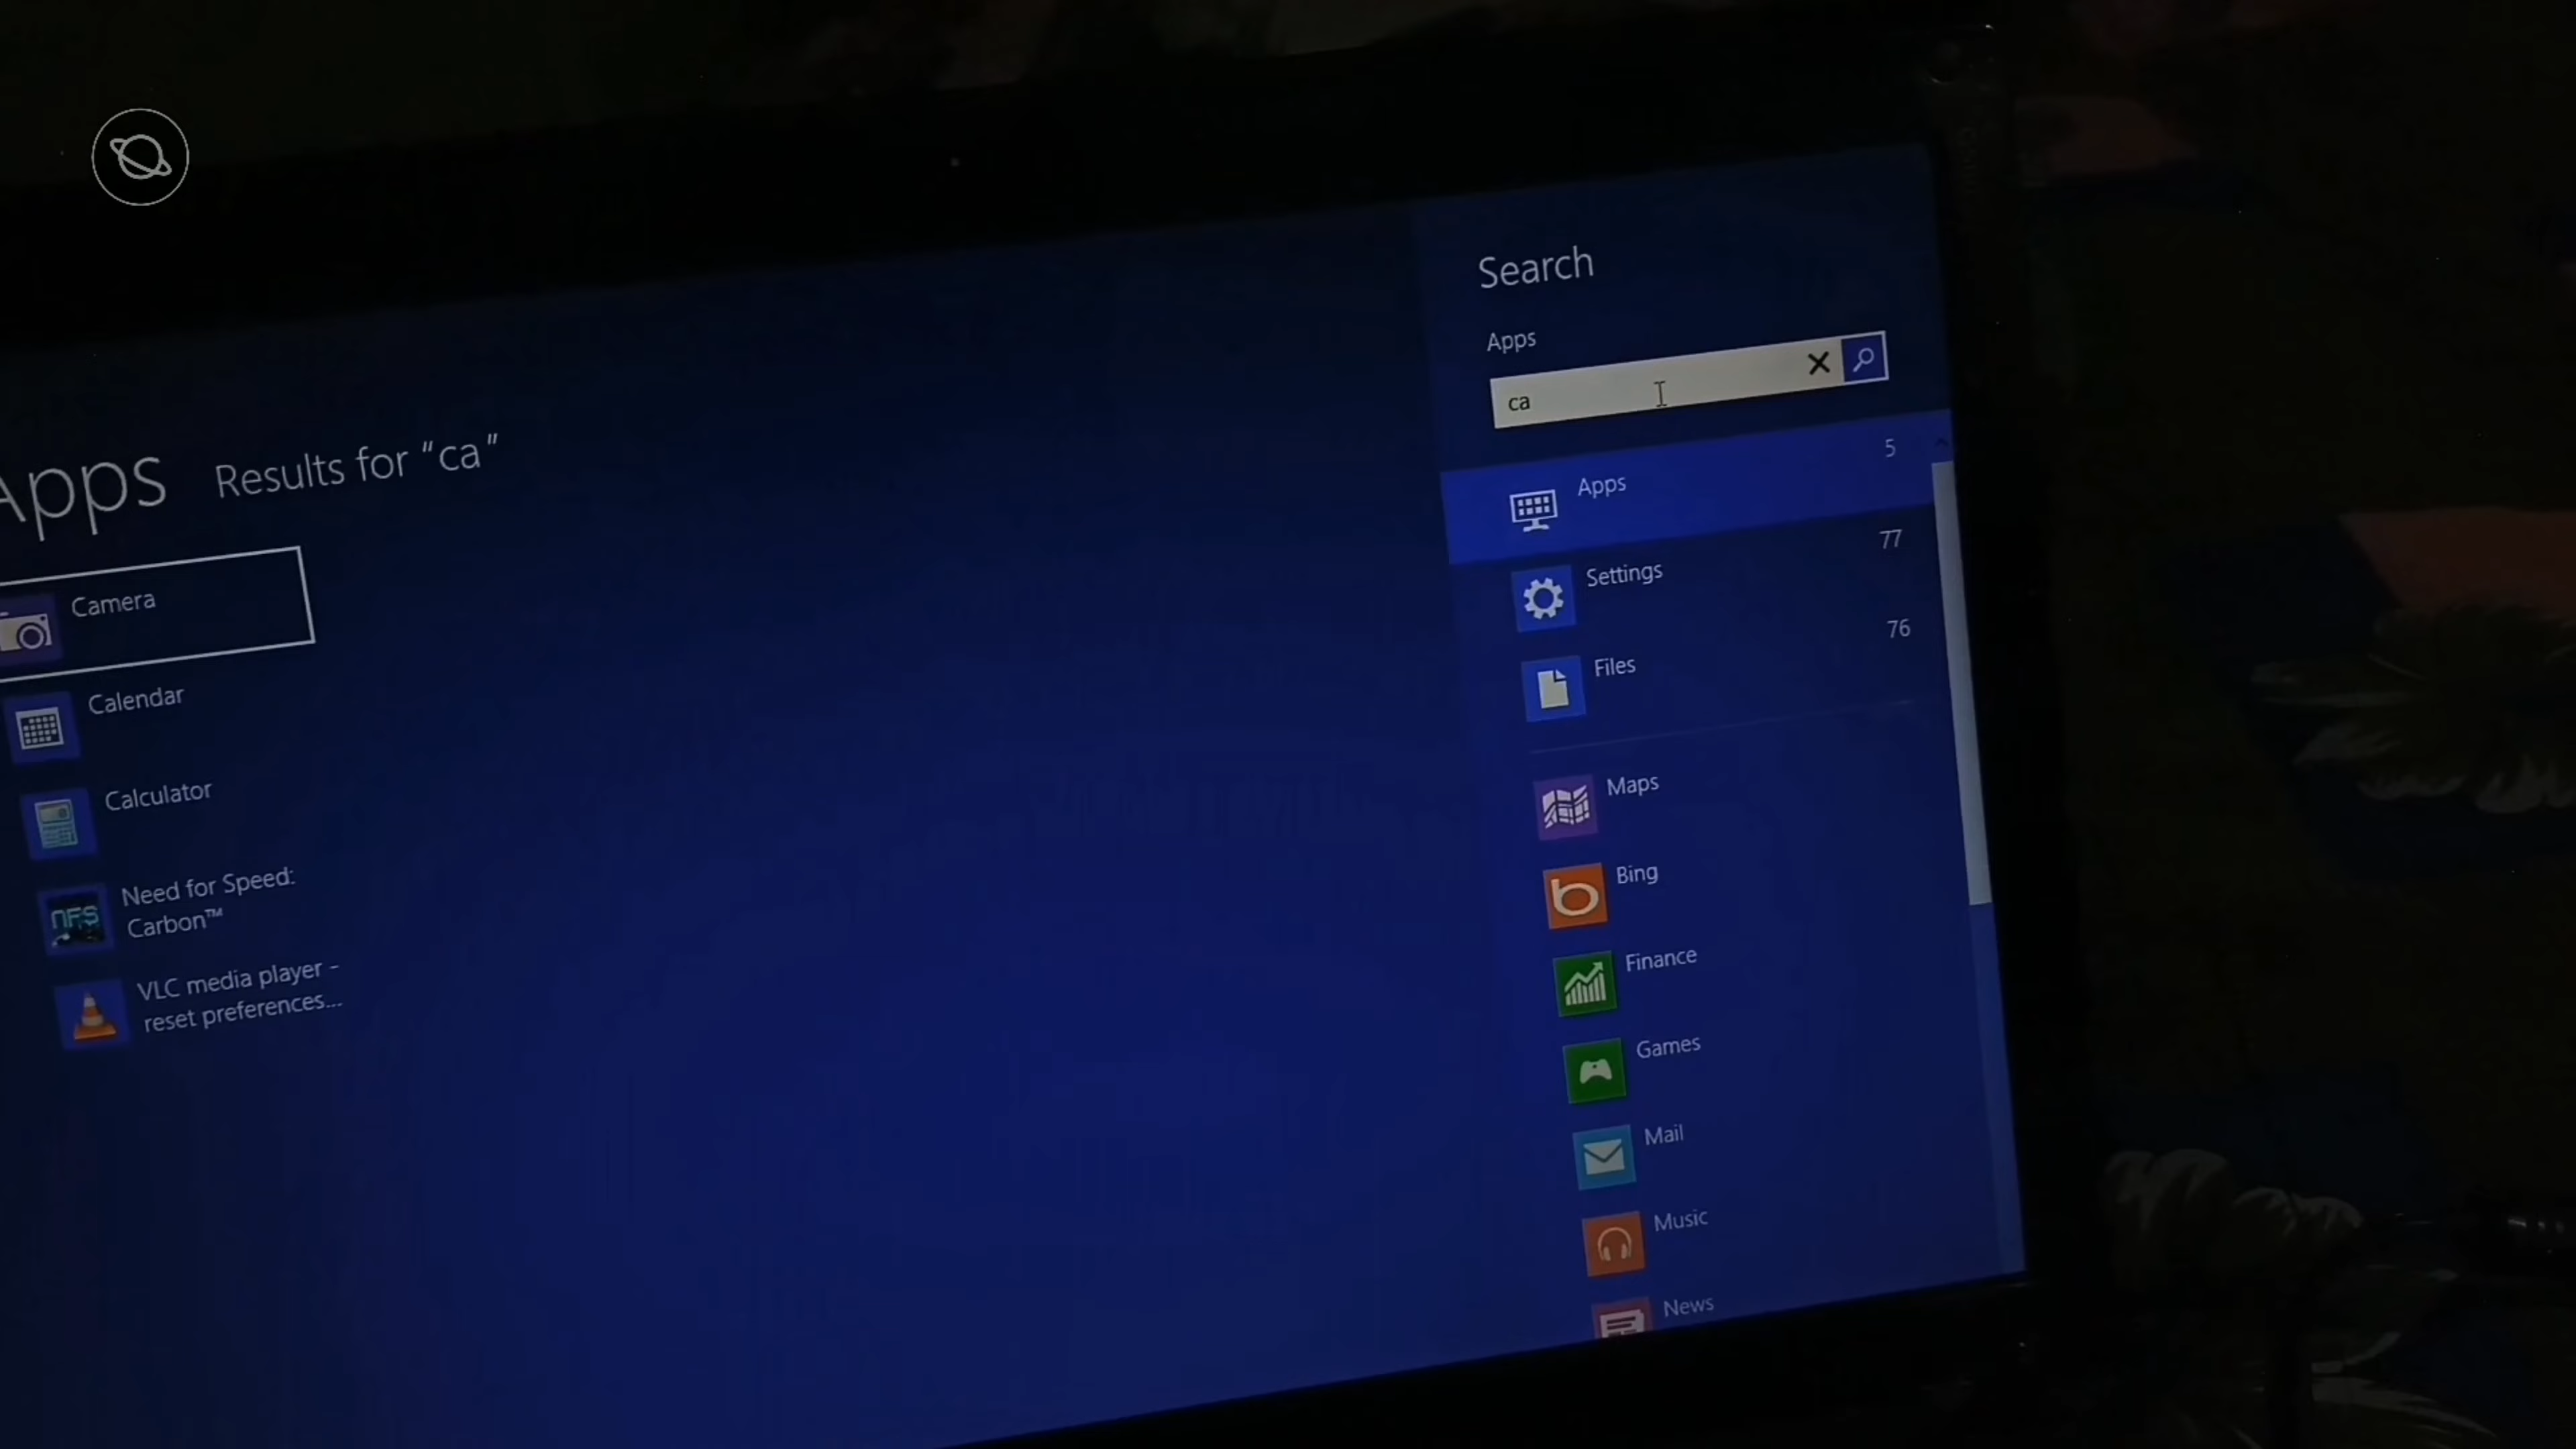 Search
Apps
ca
Apps Results for “ca”
Camera
Calendar
Calculator
NFS
Need for Speed:
Carbon™
VLC media player -
reset preferences...
Apps 5
Settings 77
Files 76
Maps
Bing
Finance
Games
Mail
Music
News